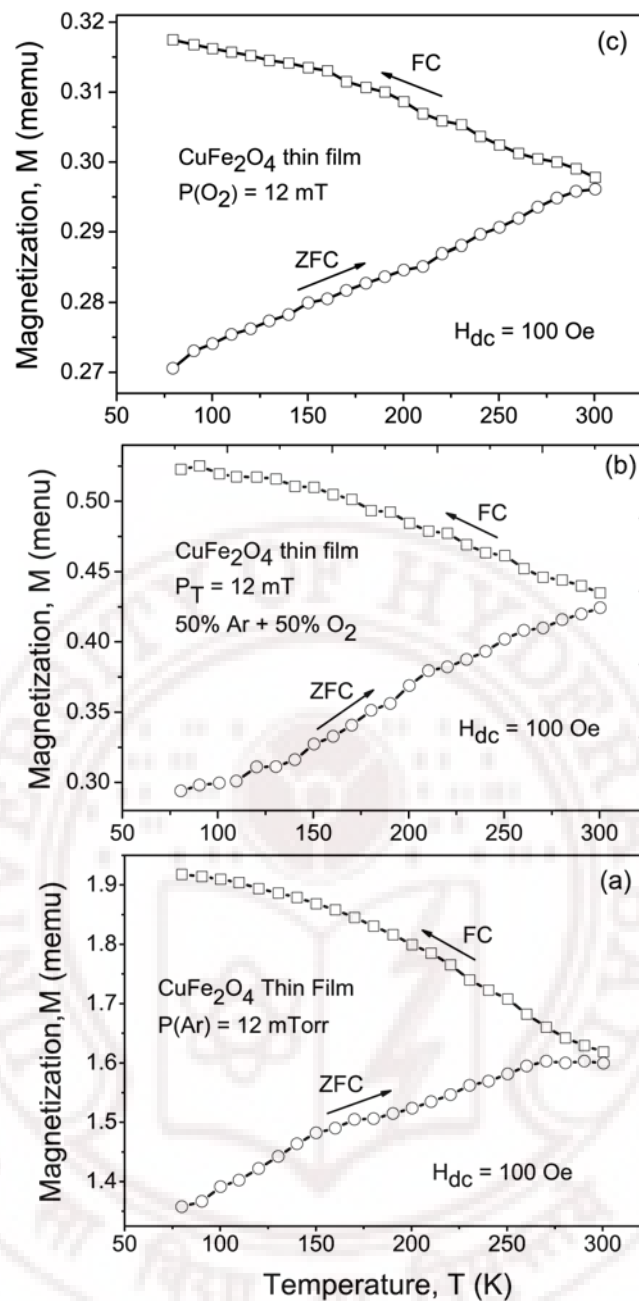 (c)
FC
CuFe2O4 thin film
P(O2) = 12 mT
ZFC
Hdc = 100 Oe
Magnetization, M (memu)
0.32
0.31
0.30
0.29
0.28
0.27
50 100 150 200 250 300
(b)
FC
CuFe2O4 thin film
PT = 12 mT
50% Ar + 50% O2
ZFC
Hdc = 100 Oe
Magnetization, M (menu)
0.50
0.45
0.40
0.35
0.30
50 100 150 200 250 300
(a)
FC
CuFe2O4 Thin Film
P(Ar) = 12 mTorr
ZFC
Hdc = 100 Oe
Magnetization,M (memu)
1.9
1.8
1.7
1.6
1.5
1.4
50 100 150 200 250 300
Temperature, T (K)